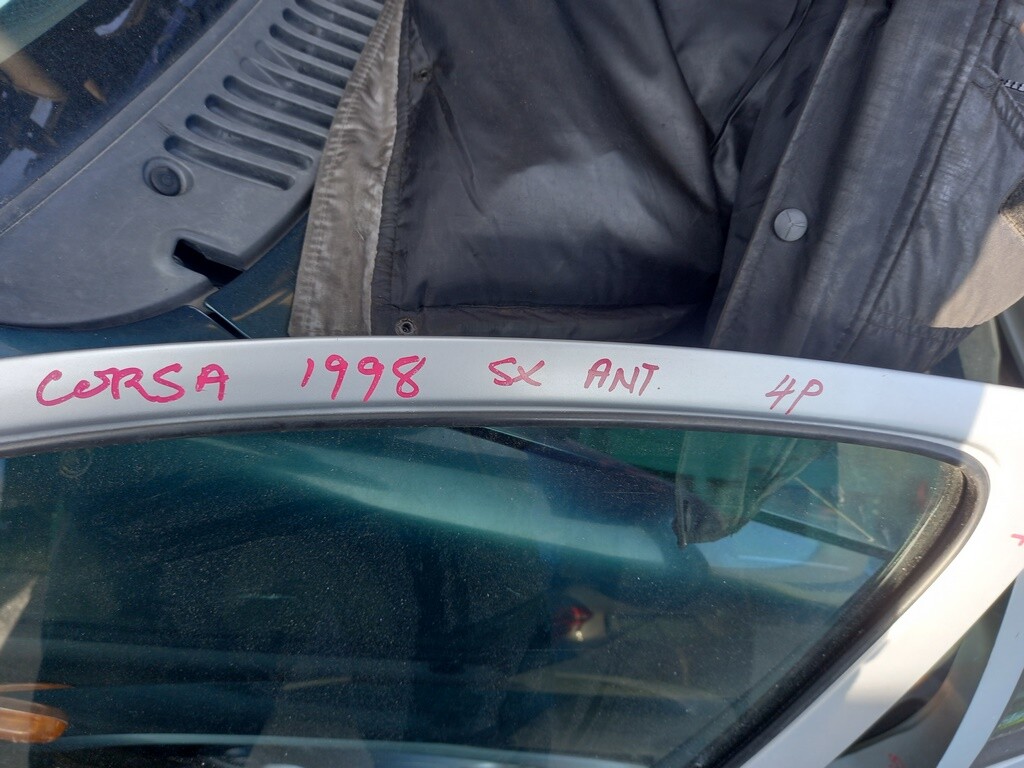 CORSA 1998 SX ANT. 4P